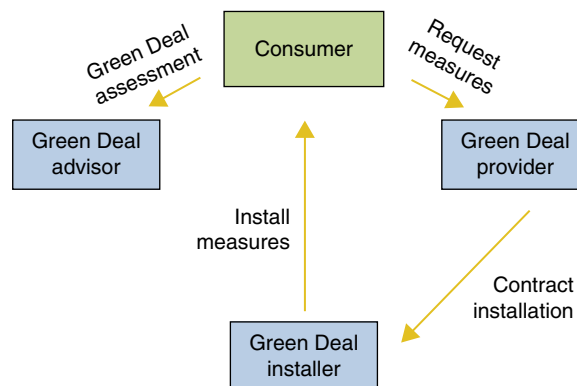 Green Deal
assessment
Consumer
Request
measures
Green Deal
advisor
Green Deal
provider
Install
measures
Contract
installation
Green Deal
installer